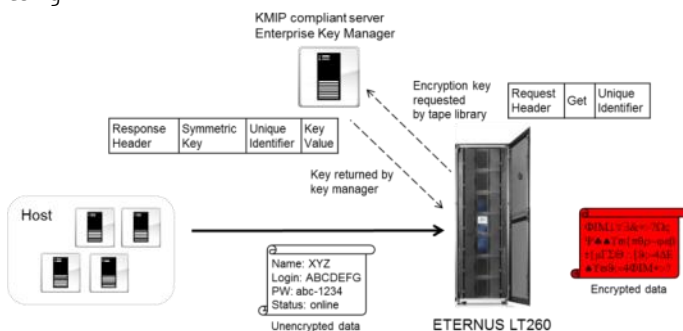 KMIP compliant server
Enterprise Key Manager
Encryption key
requested
by tape library
Request
Header
Get
Unique
Identifier
Response
Header
Symmetric
Key
Unique
Identifier
Key
Value
Key returned by
key manager
Host
Name: XYZ
Login: ABCDEFG
PW: abc-1234
Status: online
Unencrypted data
ETERNUS LT260
Encrypted data